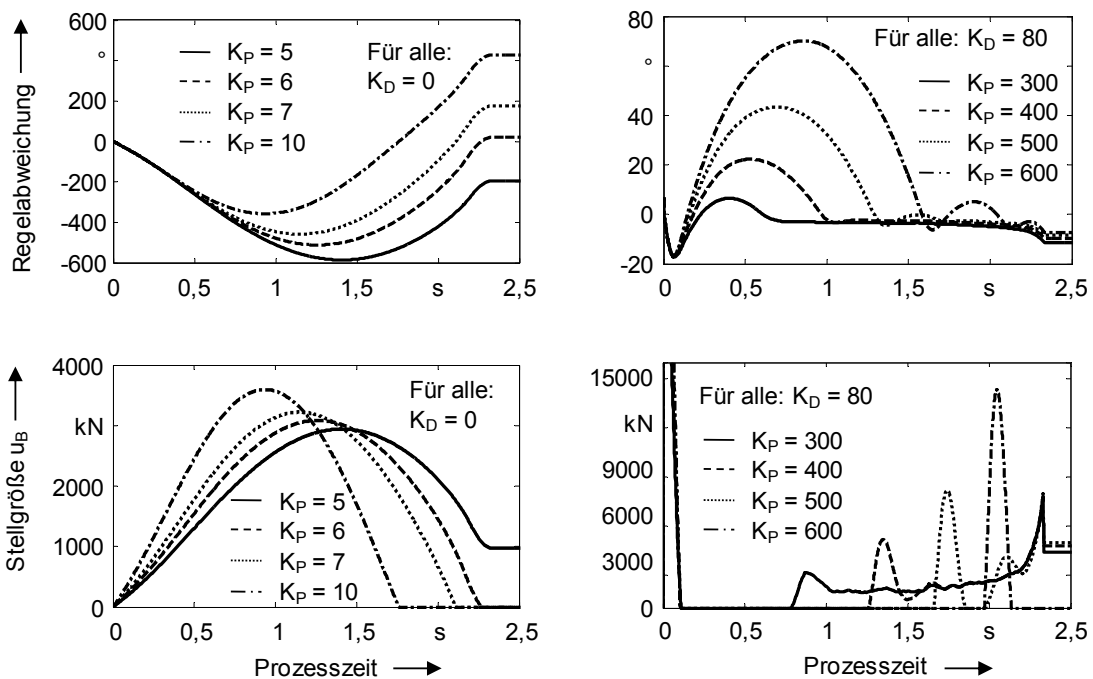 Regelabweichung
600
°
200
0
-200
-400
-600
K_P = 5
K_P = 6
K_P = 7
K_P = 10
Für alle:
K_D = 0
0 0,5 1 1,5 s 2,5
80
°
40
20
0
-20
Für alle: K_D = 80
K_P = 300
K_P = 400
K_P = 500
K_P = 600
0 0,5 1 1,5 s 2,5
Stellgröße u_B
4000
kN
2000
1000
0
Für alle:
K_D = 0
K_P = 5
K_P = 6
K_P = 7
K_P = 10
0 0,5 1 1,5 s 2,5
Prozesszeit
15000
kN
9000
6000
3000
0
Für alle: K_D = 80
K_P = 300
K_P = 400
K_P = 500
K_P = 600
0 0,5 1 1,5 s 2,5
Prozesszeit